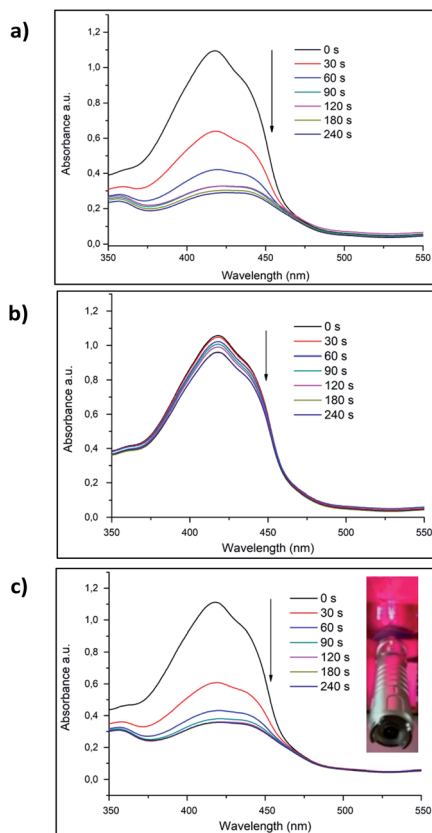 a)
1,2
1,0
0,8
0,6
0,4
0,2
0,0
Absorbance a.u.
0 s
30 s
60 s
90 s
120 s
180 s
240 s
350 400 450 500 550
Wavelength (nm)
b)
1,2
1,0
0,8
0,6
0,4
0,2
0,0
Absorbance a.u.
0 s
30 s
60 s
90 s
120 s
180 s
240 s
350 400 450 500 550
Wavelength (nm)
c)
1,2
1,0
0,8
0,6
0,4
0,2
0,0
Absorbance a.u.
0 s
30 s
60 s
90 s
120 s
180 s
240 s
350 400 450 500 550
Wavelength (nm)